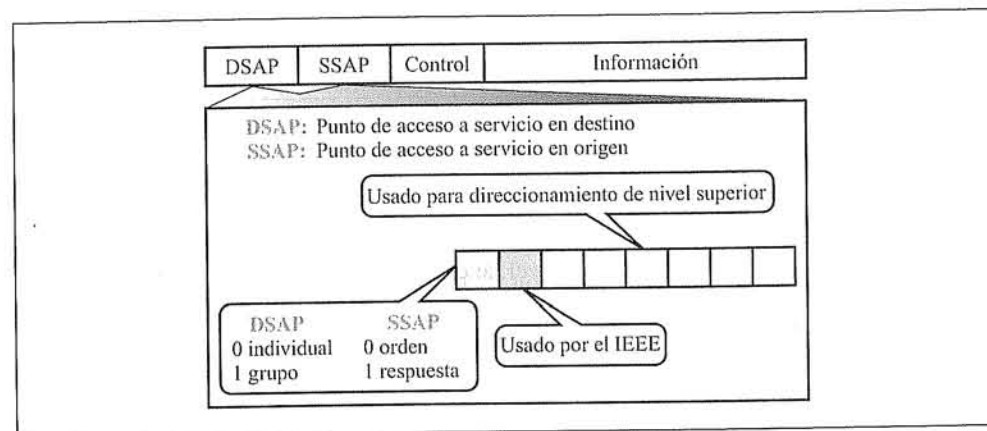 DSAP SSAP Control Información
DSAP: Punto de acceso a servicio en destino
SSAP: Punto de acceso a servicio en origen
Usado para direccionamiento de nivel superior
DSAP SSAP
0 individual 0 orden
1 grupo 1 respuesta
Usado por el IEEE